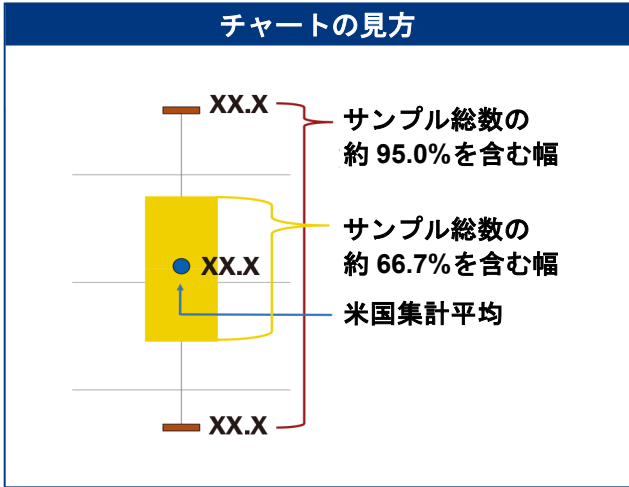 チャートの見方
XX.X
サンプル総数の
約 95.0%を含む幅
サンプル総数の
約 66.7%を含む幅
XX.X
米国集計平均
XX.X